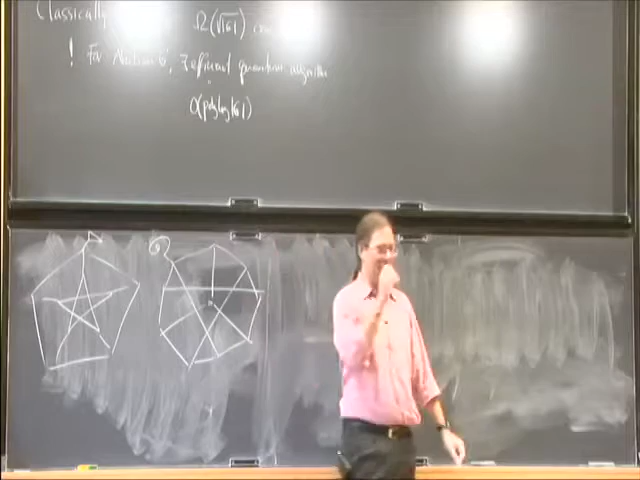 Classically Ω(√|G|)
! For Abelian G, ∃ efficient quantum algorithm
O(polylog|G|)